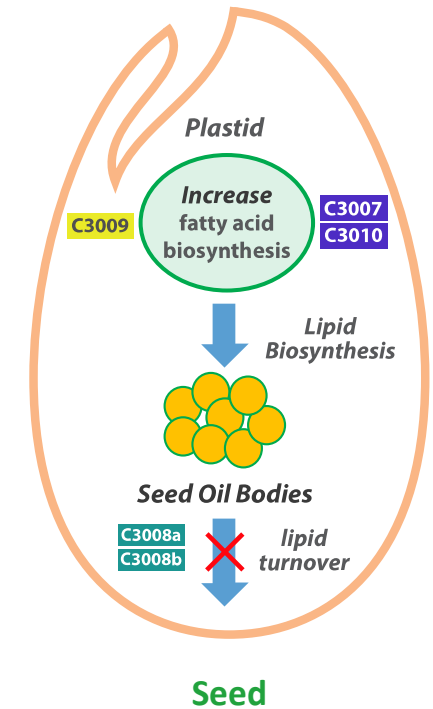 Plastid
Increase
fatty acid
biosynthesis
C3009
C3007
C3010
Lipid
Biosynthesis
Seed Oil Bodies
C3008a
C3008b
lipid
turnover
Seed